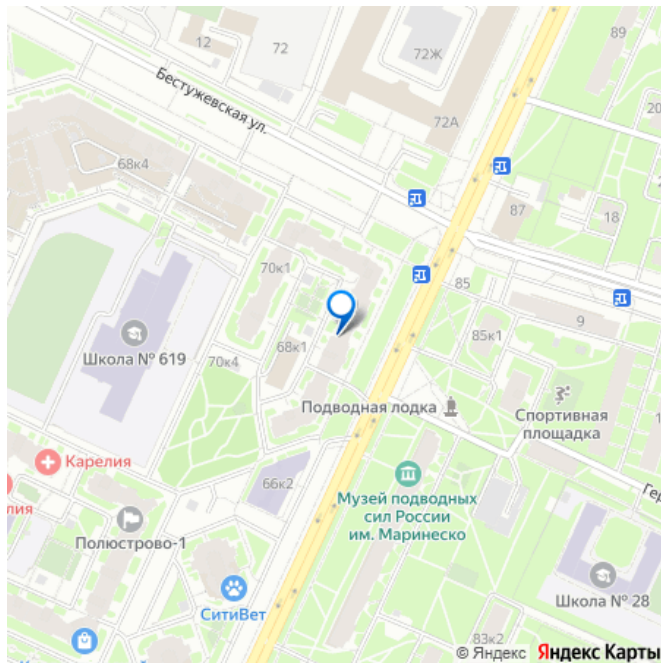 89
12
72
72Ж
20
Бестужевская ул.
72А
68к4
87
18
70к1
85
9
85к1
Школа № 619
68к1
70к4
Подводная лодка
Спортивная
площадка
Карелия
66к2
Музей подводных
сил России
им. Маринеско
Гер
лия
Полюстрово-1
СитиВет
Школа № 28
83к2
© Яндекс Яндекс Карты